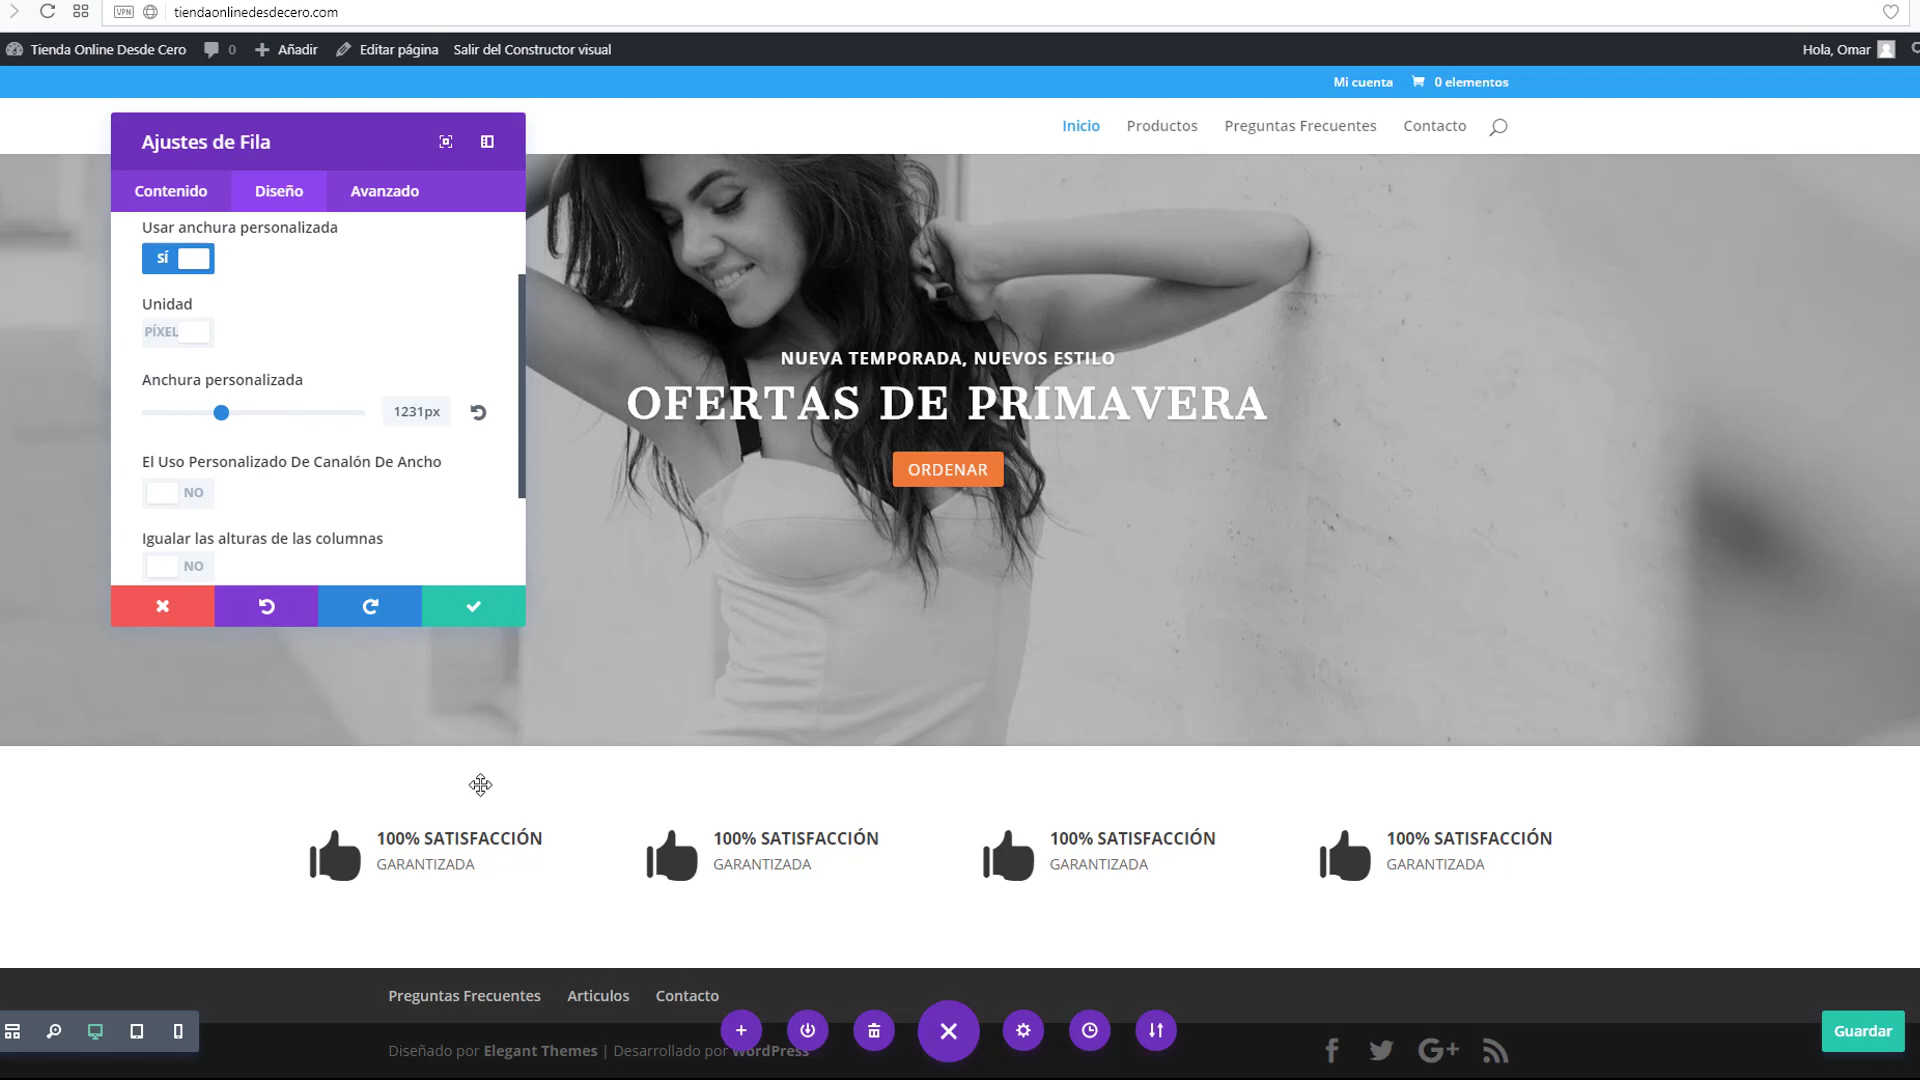 VPN tiendaonlinedesdecero.com
Tienda Online Desde Cero 0 Añadir Editar página Salir del Constructor visual Hola, Omar
Mi cuenta 0 elementos
Inicio Productos Preguntas Frecuentes Contacto
Ajustes de Fila
Contenido Diseño Avanzado
Usar anchura personalizada
SÍ
Unidad
PÍXEL
Anchura personalizada
1231px
El Uso Personalizado De Canalón De Ancho
NO
Igualar las alturas de las columnas
NO
NUEVA TEMPORADA, NUEVOS ESTILO
OFERTAS DE PRIMAVERA
ORDENAR
100% SATISFACCIÓN
GARANTIZADA
100% SATISFACCIÓN
GARANTIZADA
100% SATISFACCIÓN
GARANTIZADA
100% SATISFACCIÓN
GARANTIZADA
Preguntas Frecuentes Articulos Contacto
Diseñado por Elegant Themes | Desarrollado por WordPress
Guardar